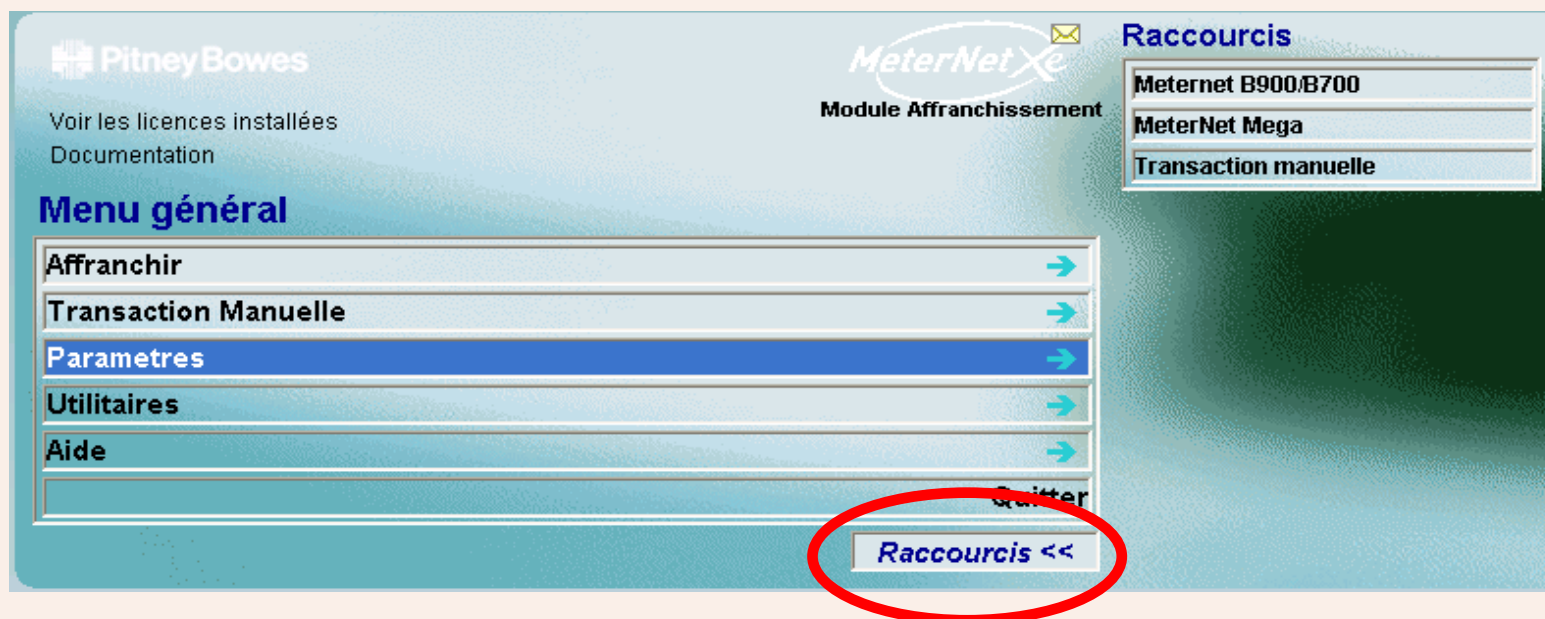 Pitney Bowes
MeterNet Xe
Module Affranchissement
Voir les licences installées
Documentation
Menu général
Affranchir
Transaction Manuelle
Parametres
Utilitaires
Aide
Quitter
Raccourcis <<
Raccourcis
Meternet B900/B700
MeterNet Mega
Transaction manuelle